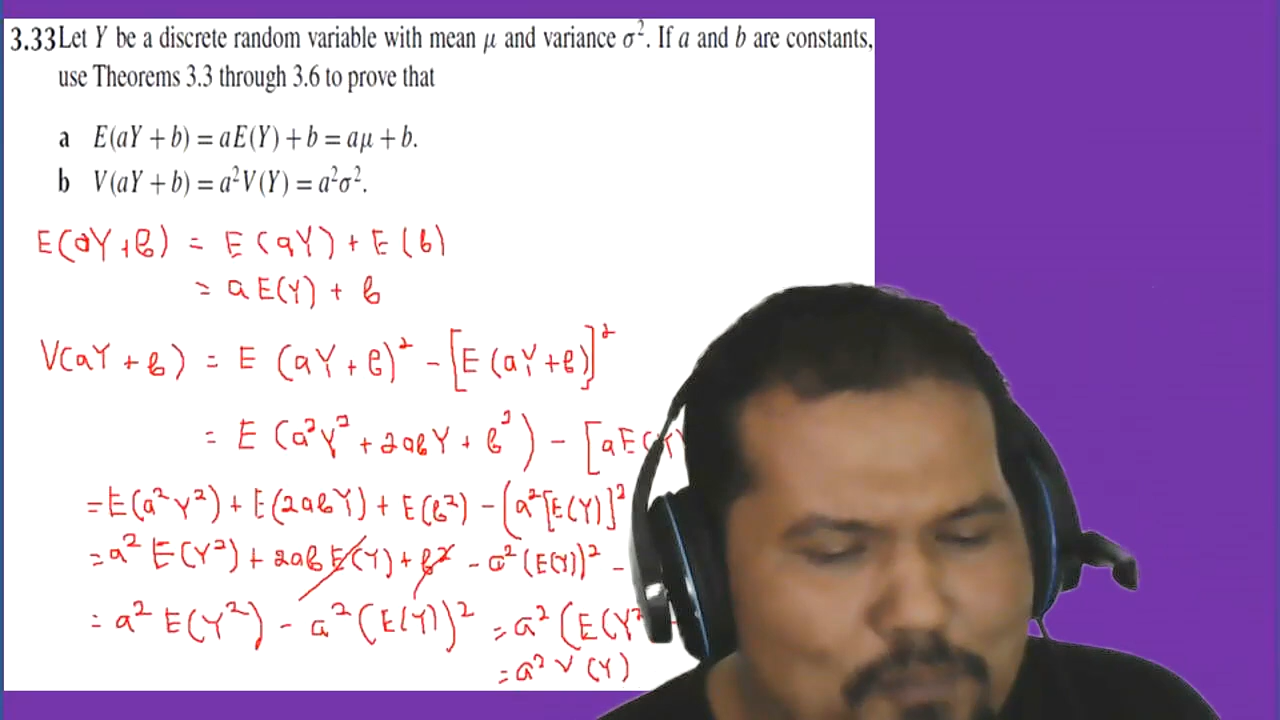 3.33 Let Y be a discrete random variable with mean μ and variance σ². If a and b are constants,
use Theorems 3.3 through 3.6 to prove that
a E(aY + b) = aE(Y) + b = aμ + b.
b V(aY + b) = a²V(Y) = a²σ².
E(aY + b) = E(aY) + E(b)
= a E(Y) + b
V(aY + b) = E (aY + b)² - [E (aY + b)]²
= E (a²Y² + 2abY + b²) - [aE(Y)
= E(a²Y²) + E(2abY) + E(b²) - (a²[E(Y)]²
= a² E(Y²) + 2ab E(Y) + b² - a² (E(Y))² -
= a² E(Y²) - a² (E(Y))² = a² (E(Y²
= a² V (Y)